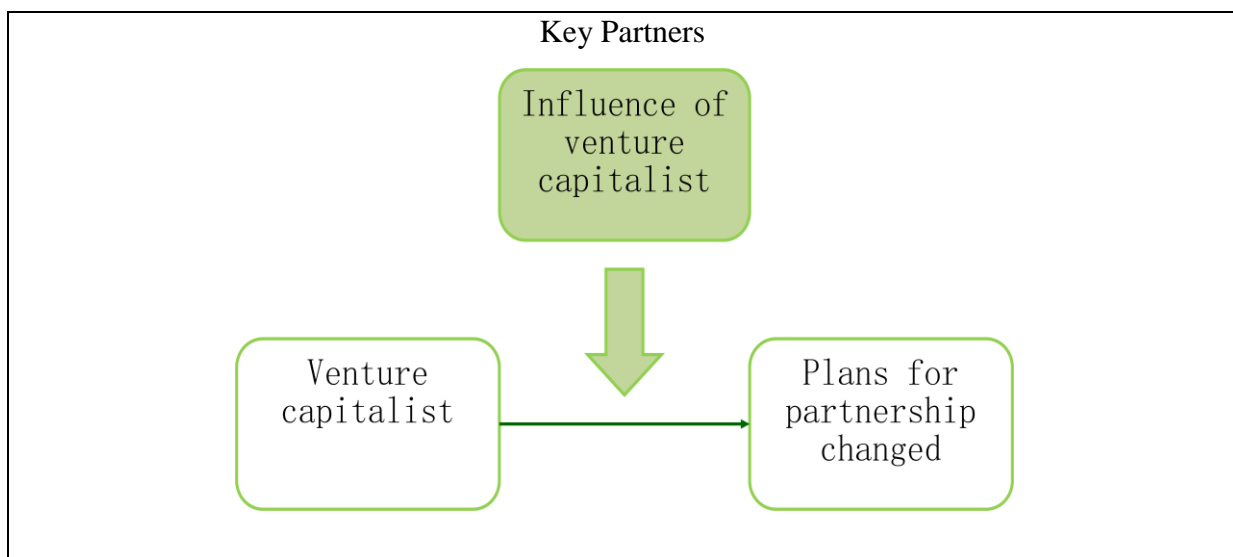 Key Partners
Influence of
venture
capitalist
Venture
capitalist
Plans for
partnership
changed